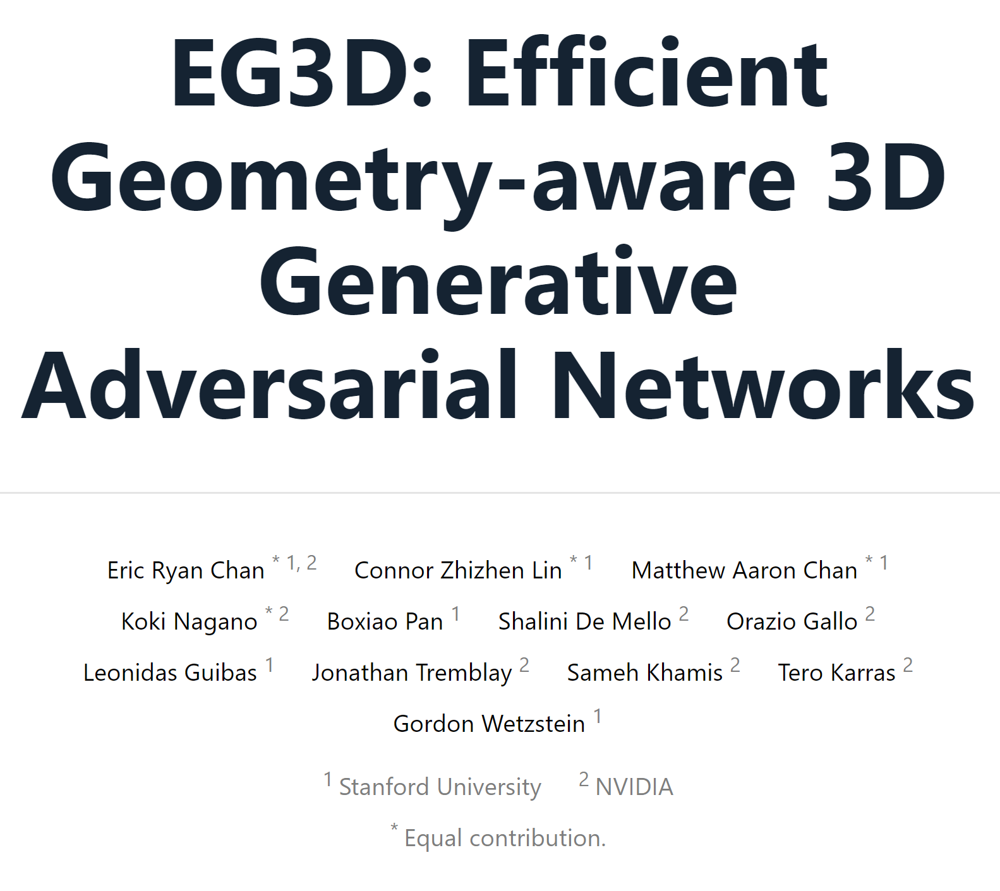 EG3D: Efficient
Geometry-aware 3D
Generative
Adversarial Networks
Eric Ryan Chan * 1, 2 Connor Zhizhen Lin * 1 Matthew Aaron Chan * 1
Koki Nagano * 2 Boxiao Pan 1 Shalini De Mello 2 Orazio Gallo 2
Leonidas Guibas 1 Jonathan Tremblay 2 Sameh Khamis 2 Tero Karras 2
Gordon Wetzstein 1
1 Stanford University 2 NVIDIA
* Equal contribution.